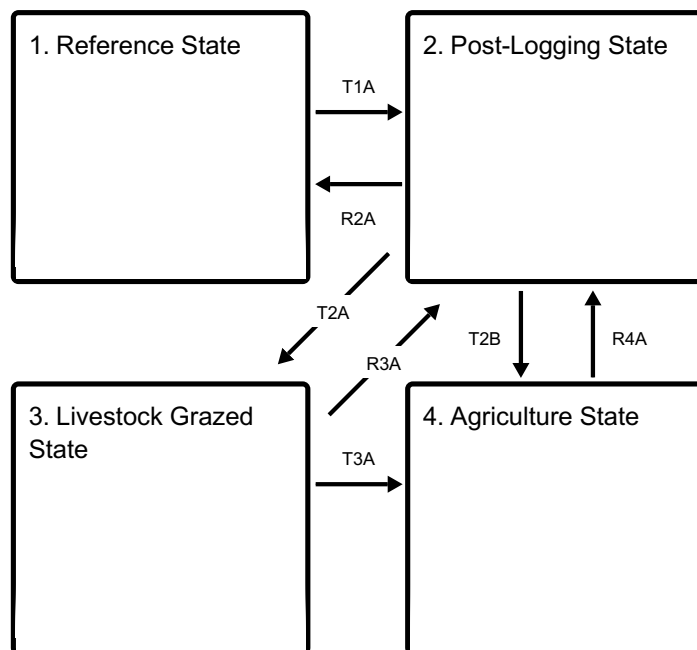 1. Reference State
2. Post-Logging State
T1A
R2A
T2A
R3A
T2B
R4A
3. Livestock Grazed
State
4. Agriculture State
T3A